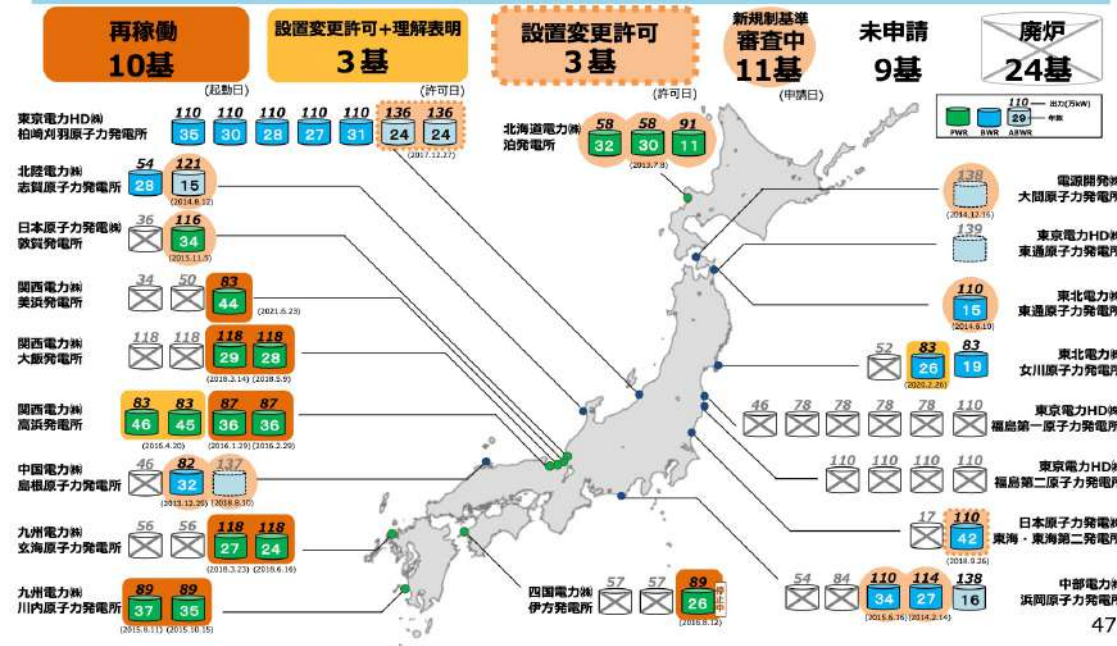 再稼働
10基
(起動日)
設置変更許可+理解表明
3基
(許可日)
設置変更許可
3基
(許可日)
新規制基準
審査中
11基
(申請日)
未申請
9基
廃炉
24基
110 出力(万kW)
29 年数
PWR BWR ABWR
東京電力HD㈱
柏崎刈羽原子力発電所
110 110 110 110 110 136 136
35 30 28 27 31 24 24
(2017.12.27)
北陸電力㈱
志賀原子力発電所
54 121
28 15
(2014.8.12)
日本原子力発電㈱
敦賀発電所
36 116
34
(2015.11.5)
関西電力㈱
美浜発電所
34 50 83
44
(2021.6.23)
関西電力㈱
大飯発電所
118 118 118 118
29 28
(2018.3.14) (2018.5.9)
関西電力㈱
高浜発電所
83 83 87 87
46 45 36 36
(2016.4.20) (2016.1.29) (2016.2.29)
中国電力㈱
島根原子力発電所
46 82 137
32
(2013.12.25) (2018.8.10)
九州電力㈱
玄海原子力発電所
56 56 118 118
27 24
(2018.3.23) (2018.6.16)
九州電力㈱
川内原子力発電所
89 89
37 35
(2015.8.11) (2015.10.15)
北海道電力㈱
泊発電所
58 58 91
32 30 11
(2013.7.8)
四国電力㈱
伊方発電所
57 57 89
26
停止中
(2016.8.12)
138
(2014.12.16)
電源開発㈱
大間原子力発電所
139
東京電力HD㈱
東通原子力発電所
110
15
(2014.6.10)
東北電力㈱
東通原子力発電所
52 83 83
26 19
(2020.2.26)
東北電力㈱
女川原子力発電所
46 78 78 78 78 110
東京電力HD㈱
福島第一原子力発電所
110 110 110 110
東京電力HD㈱
福島第二原子力発電所
17 110
42
(2018.9.26)
日本原子力発電㈱
東海・東海第二発電所
54 84 110 114 138
34 27 16
(2015.6.16) (2014.2.14)
中部電力㈱
浜岡原子力発電所
47